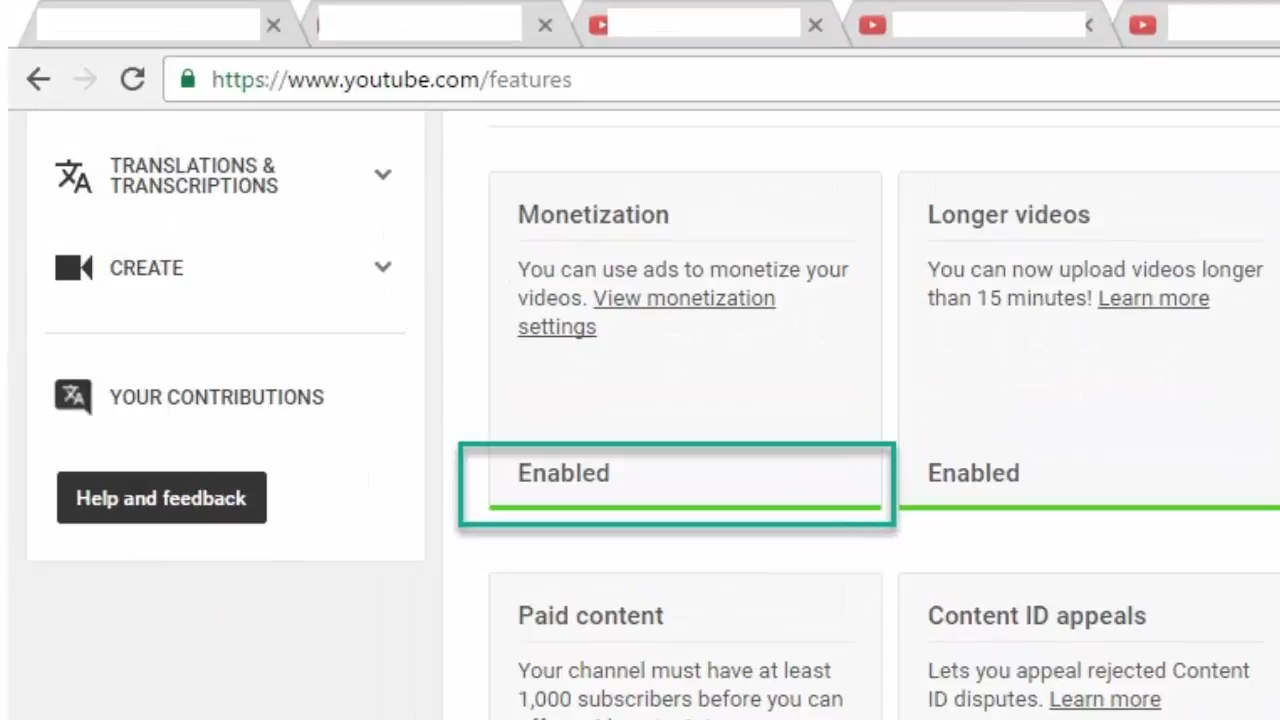 https://www.youtube.com/features
TRANSLATIONS &
TRANSCRIPTIONS
CREATE
YOUR CONTRIBUTIONS
Help and feedback
Monetization
You can use ads to monetize your
videos. View monetization
settings
Enabled
Longer videos
You can now upload videos longer
than 15 minutes! Learn more
Enabled
Paid content
Your channel must have at least
1,000 subscribers before you can
Content ID appeals
Lets you appeal rejected Content
ID disputes. Learn more